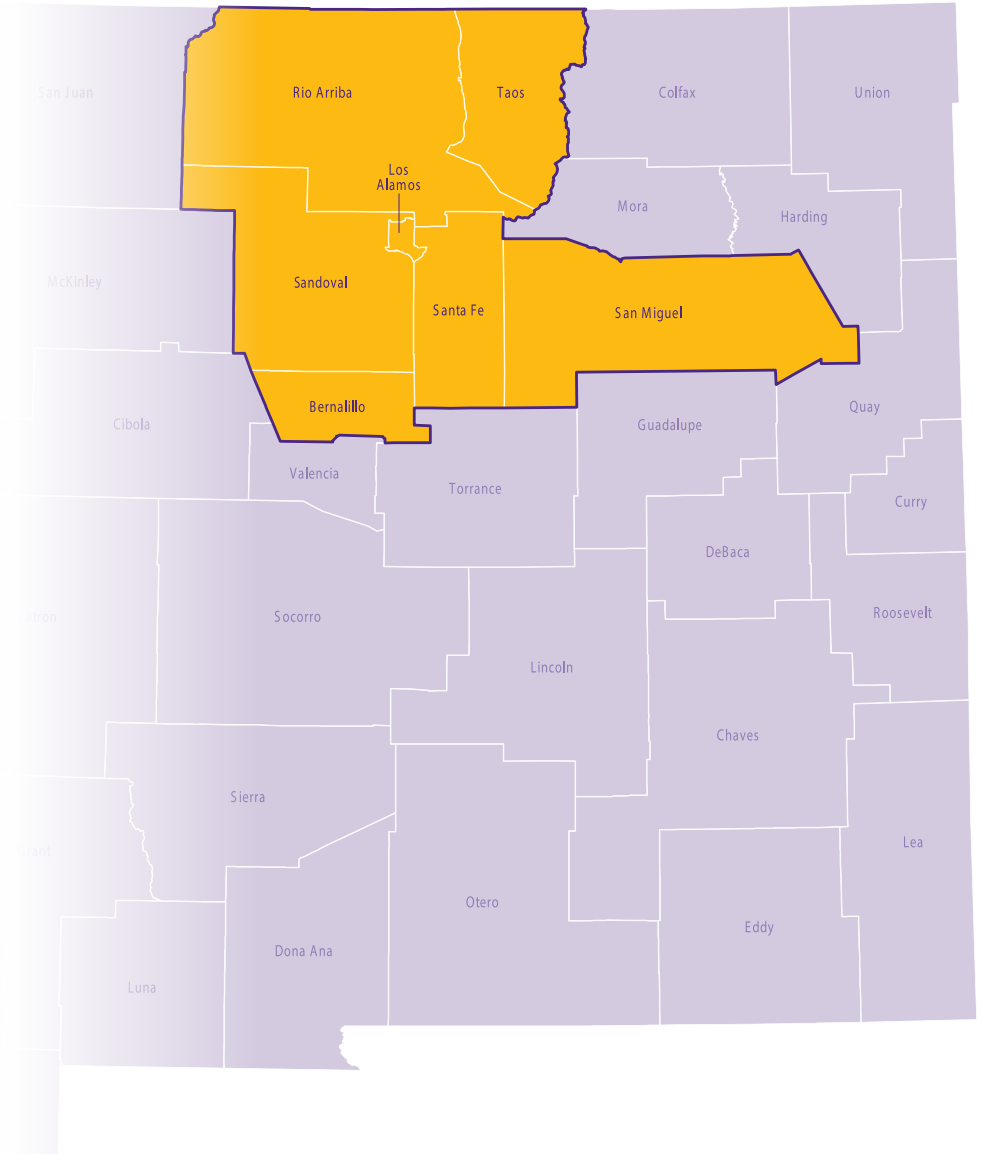 San Juan
Rio Arriba
Taos
Colfax
Union
Los
Alamos
Mora
Harding
McKinley
Sandoval
Santa Fe
San Miguel
Cibola
Bernalillo
Guadalupe
Quay
Valencia
Torrance
Curry
DeBaca
Socorro
Roosevelt
Lincoln
Chaves
Sierra
Lea
Otero
Eddy
Dona Ana
Luna